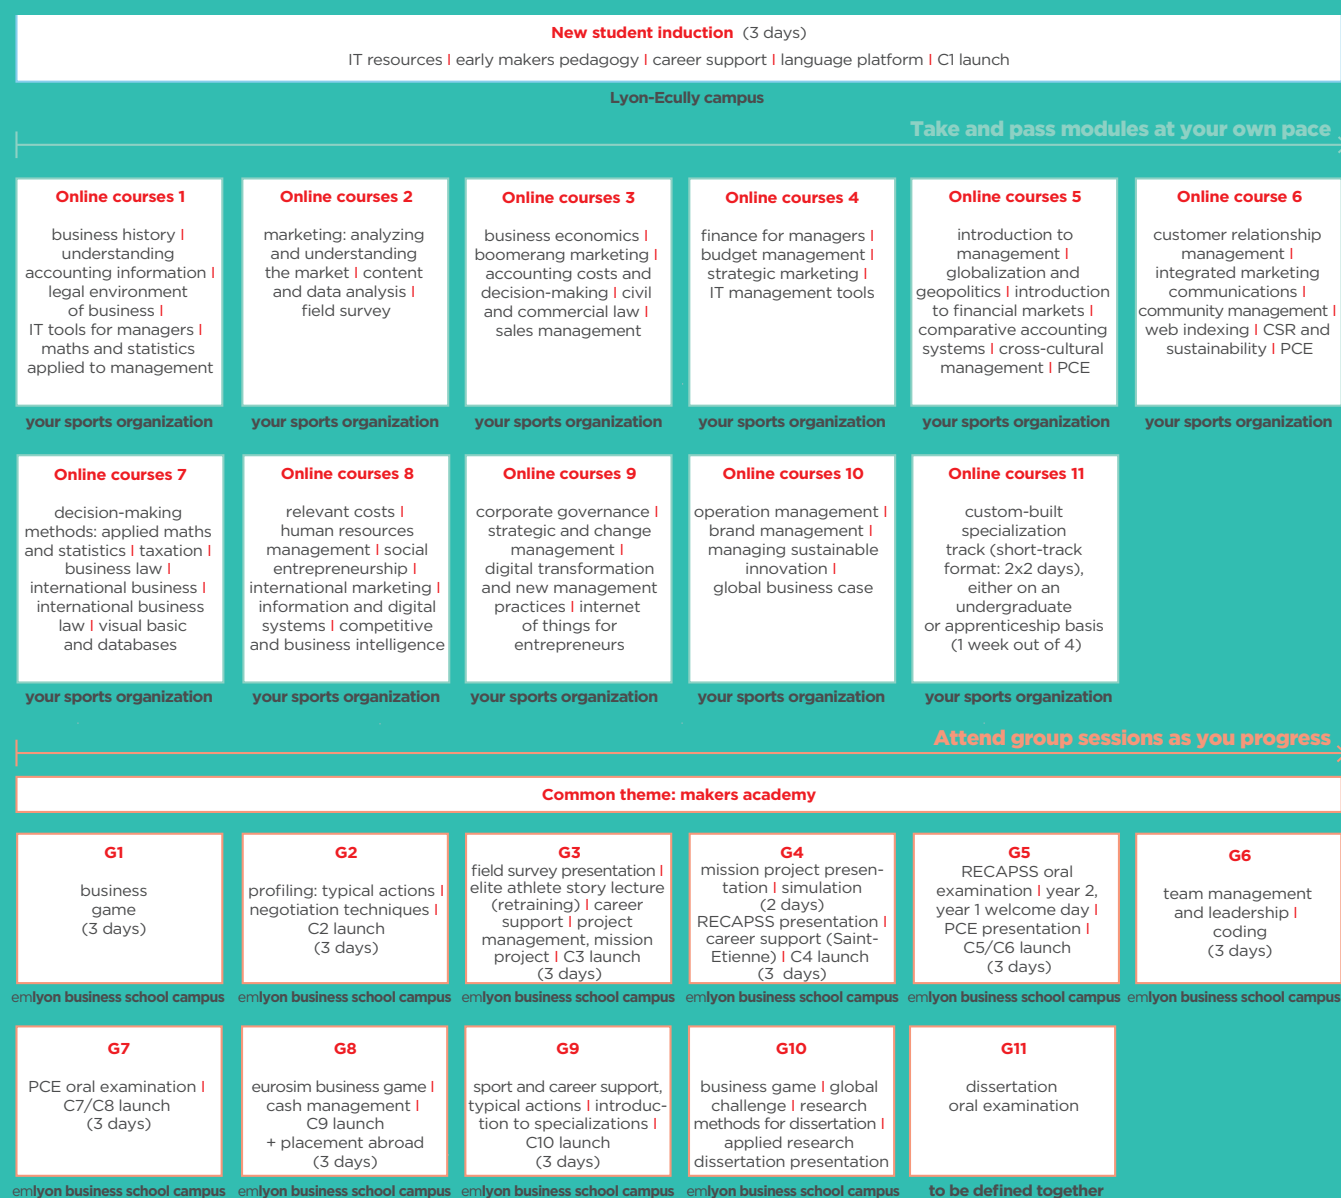 New student induction (3 days)
IT resources I early makers pedagogy I career support I language platform I C1 launch
Lyon-Ecully campus
Take and pass modules at your own pace
Online courses 1
business history I
understanding
accounting information I
legal environment
of business I
IT tools for managers I
maths and statistics
applied to management
your sports organization
Online courses 2
marketing: analyzing
and understanding
the market I content
and data analysis I
field survey
your sports organization
Online courses 3
business economics I
boomerang marketing I
accounting costs and
decision-making I civil
and commercial law I
sales management
your sports organization
Online courses 4
finance for managers I
budget management I
strategic marketing I
IT management tools
your sports organization
Online courses 5
introduction to
management I
globalization and
geopolitics I introduction
to financial markets I
comparative accounting
systems I cross-cultural
management I PCE
your sports organization
Online course 6
customer relationship
management I
integrated marketing
communications I
community management I
web indexing I CSR and
sustainability I PCE
your sports organization
Online courses 7
decision-making
methods: applied maths
and statistics I taxation I
business law I
international business I
international business
law I visual basic
and databases
your sports organization
Online courses 8
relevant costs I
human resources
management I social
entrepreneurship I
international marketing I
information and digital
systems I competitive
and business intelligence
your sports organization
Online courses 9
corporate governance I
strategic and change
management I
digital transformation
and new management
practices I internet
of things for
entrepreneurs
your sports organization
Online courses 10
operation management I
brand management I
managing sustainable
innovation I
global business case
your sports organization
Online courses 11
custom-built
specialization
track (short-track
format: 2x2 days),
either on an
undergraduate
or apprenticeship basis
(1 week out of 4)
your sports organization
Attend group sessions as you progress
Common theme: makers academy
G1
business
game
(3 days)
emlyon business school campus
G2
profiling: typical actions I
negotiation techniques I
C2 launch
(3 days)
emlyon business school campus
G3
field survey presentation I
elite athlete story lecture
(retraining) I career
support I project
management, mission
project I C3 launch
(3 days)
emlyon business school campus
G4
mission project presen-
tation I simulation
(2 days)
RECAPSS presentation I
career support (Saint-
Etienne) I C4 launch
(3 days)
emlyon business school campus
G5
RECAPSS oral
examination I year 2,
year 1 welcome day I
PCE presentation I
C5/C6 launch
(3 days)
emlyon business school campus
G6
team management
and leadership I
coding
(3 days)
emlyon business school campus
G7
PCE oral examination I
C7/C8 launch
(3 days)
emlyon business school campus
G8
eurosim business game I
cash management I
C9 launch
+ placement abroad
(3 days)
emlyon business school campus
G9
sport and career support,
typical actions I introduc-
tion to specializations I
C10 launch
(3 days)
emlyon business school campus
G10
business game I global
challenge I research
methods for dissertation I
applied research
dissertation presentation
emlyon business school campus
G11
dissertation
oral examination
to be defined together